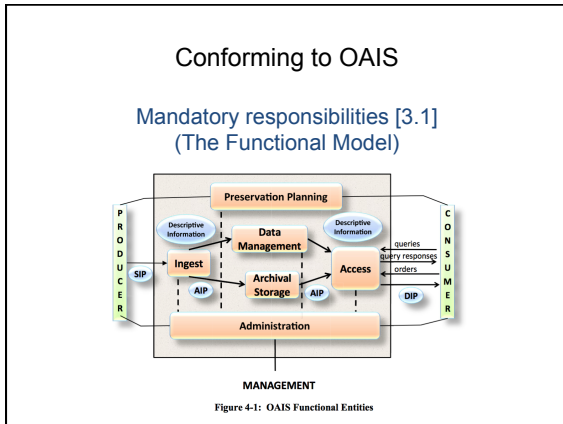 Conforming to OAIS
Mandatory responsibilities [3.1]
(The Functional Model)
Preservation Planning
PRODUCER
CONSUMER
Descriptive
Information
Data
Management
Descriptive
Information
queries
query responses
orders
Ingest
Access
SIP
AIP
Archival
Storage
AIP
DIP
Administration
MANAGEMENT
Figure 4-1: OAIS Functional Entities